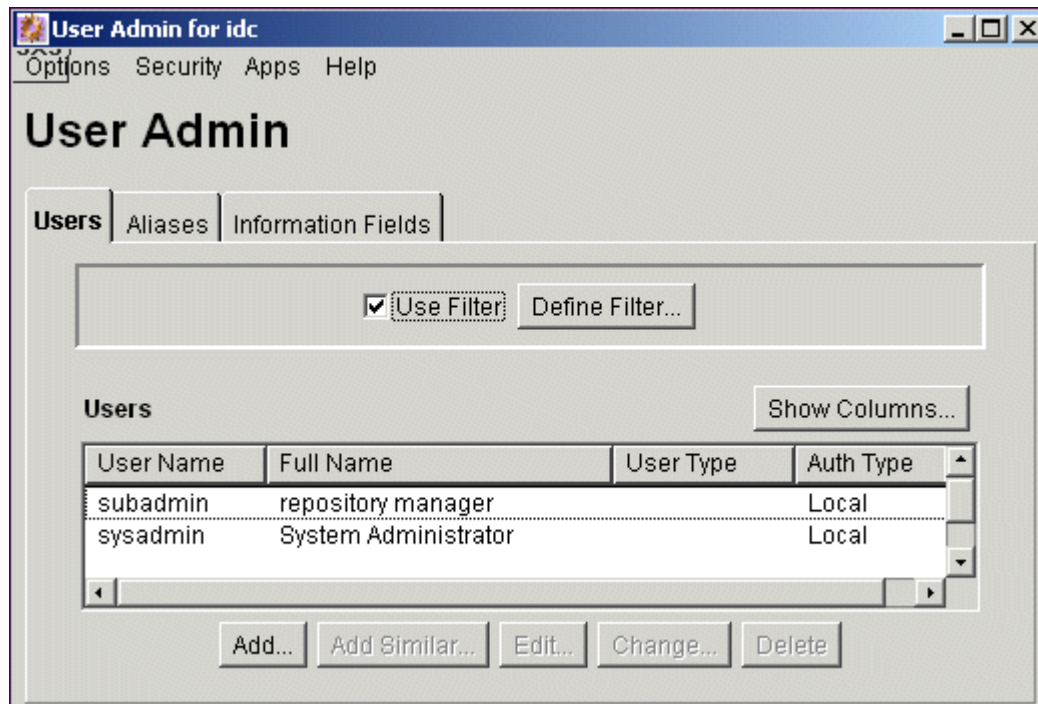 User Admin for idc
Options Security Apps Help
User Admin
Users Aliases Information Fields
Use Filter Define Filter...
Users Show Columns...
User Name Full Name User Type Auth Type
subadmin repository manager Local
sysadmin System Administrator Local
Add... Add Similar... Edit... Change... Delete